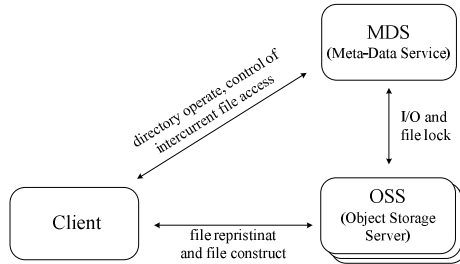 MDS
(Meta-Data Service)
directory operate, control of
intercurrent file access
I/O and
file lock
Client
file repristinat
and file construct
OSS
(Object Storage
Server)